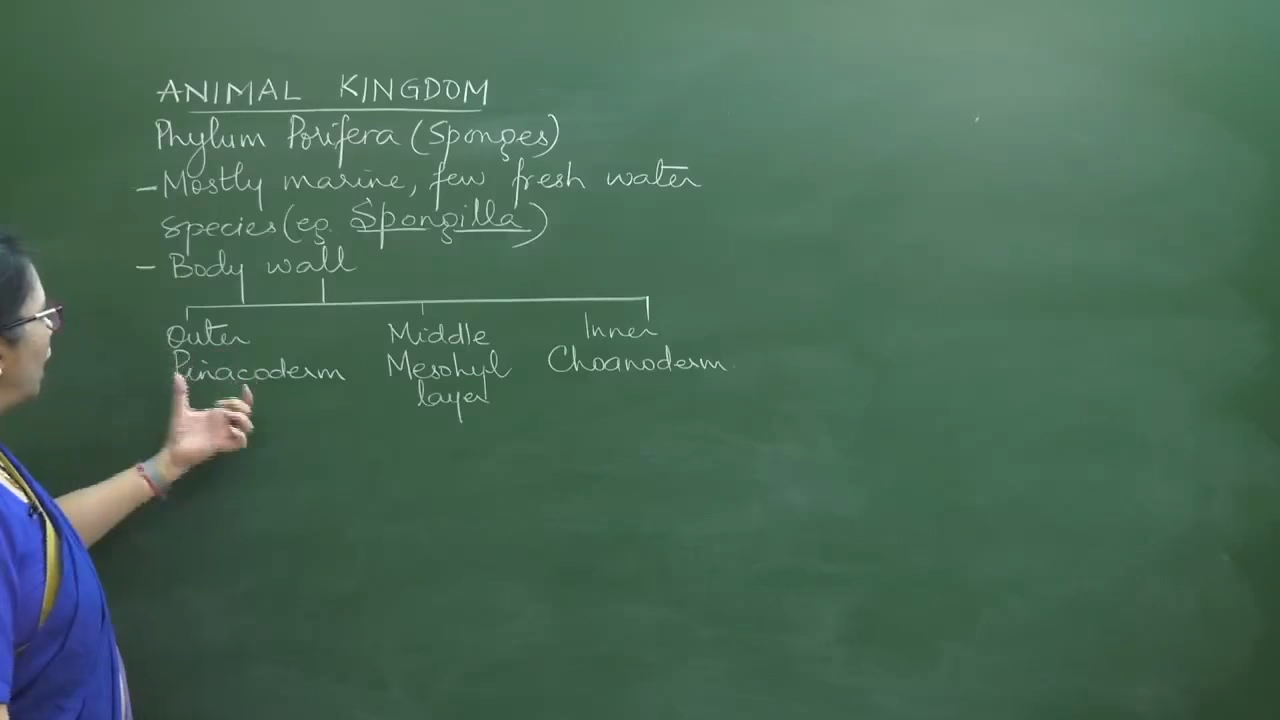 ANIMAL KINGDOM
Phylum Porifera (Sponges)
- Mostly marine, few fresh water
species (eg. Spongilla)
- Body wall
Outer Middle Inner
Pinacoderm Mesohyl Choanoderm
layer